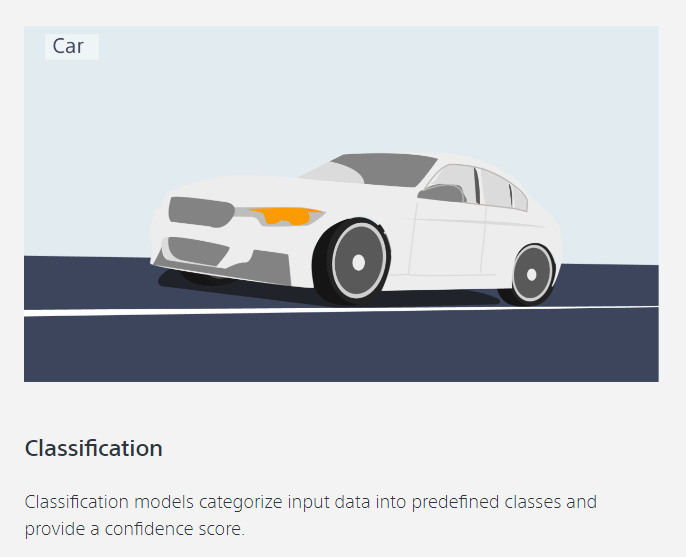 Car
Classification
Classification models categorize input data into predefined classes and
provide a confidence score.